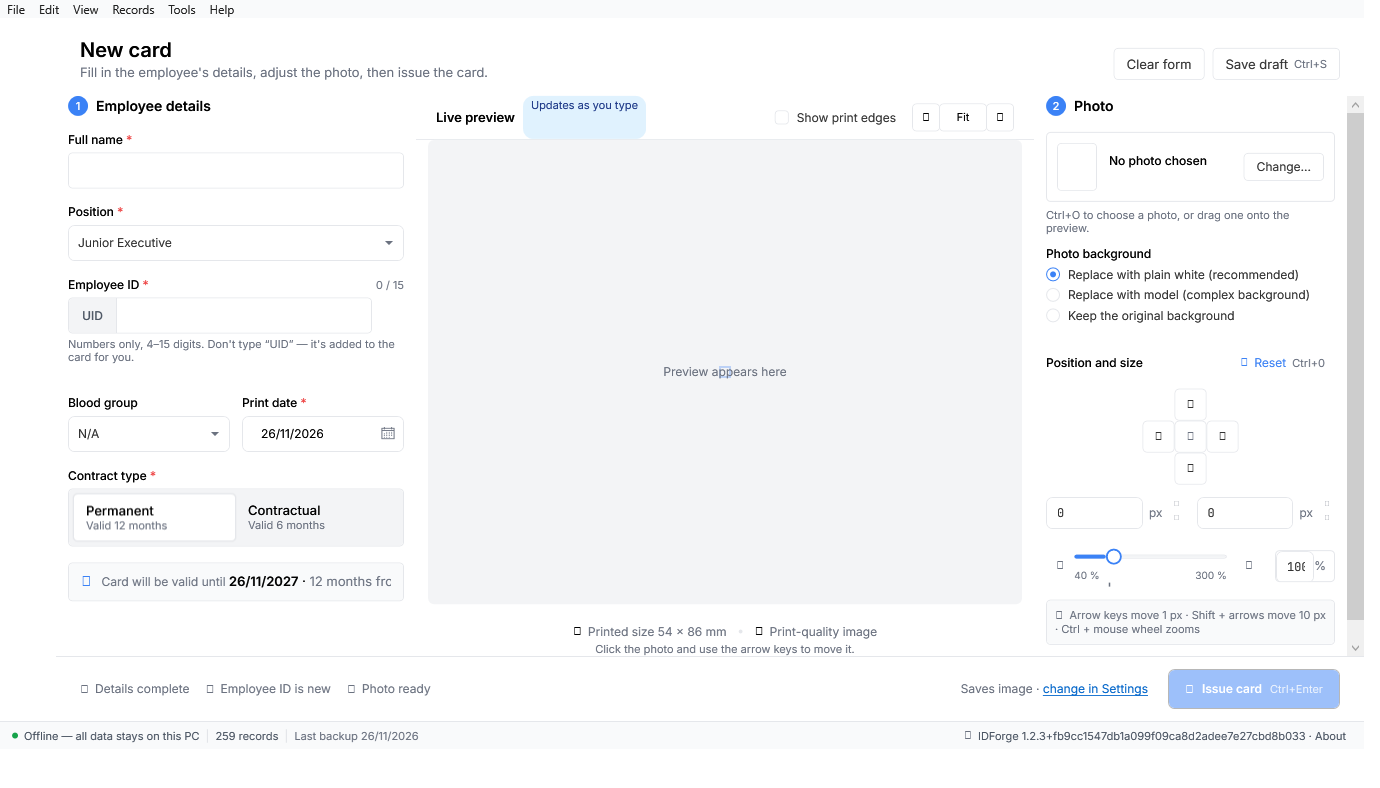 File Edit View Records Tools Help
New card
Fill in the employee's details, adjust the photo, then issue the card.
Clear form
Save draft Ctrl+S
1 Employee details
Full name *
Position *
Junior Executive
Employee ID *
0 / 15
UID
Numbers only, 4–15 digits. Don't type “UID” — it's added to the
card for you.
Blood group
Print date *
N/A
26/11/2026
Contract type *
Permanent
Valid 12 months
Contractual
Valid 6 months
Card will be valid until 26/11/2027 · 12 months frc
Live preview
Updates as you type
Show print edges
Fit
Preview appears here
Printed size 54 × 86 mm
Print-quality image
Click the photo and use the arrow keys to move it.
2 Photo
No photo chosen
Change...
Ctrl+O to choose a photo, or drag one onto the
preview.
Photo background
Replace with plain white (recommended)
Replace with model (complex background)
Keep the original background
Position and size
Reset Ctrl+0
0 px
0 px
40 %
300 %
100 %
Arrow keys move 1 px · Shift + arrows move 10 px
· Ctrl + mouse wheel zooms
Details complete
Employee ID is new
Photo ready
Saves image · change in Settings
Issue card Ctrl+Enter
Offline — all data stays on this PC
259 records
Last backup 26/11/2026
IDForge 1.2.3+fb9cc1547db1a099f09ca8d2adee7e27cbd8b033 · About